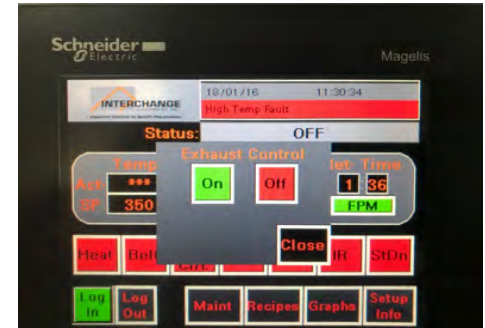 Schneider
Electric
Magelis
INTERCHANGE
18/01/16 11:30:34
High Temp Fault
Status: OFF
Exhaust Control
Temp
Time
Act ***
On Off
1 36
SP 350
FPM
Close
Heat
IR StDn
Log In
Log Out
Maint Recipes Graphs Setup Info